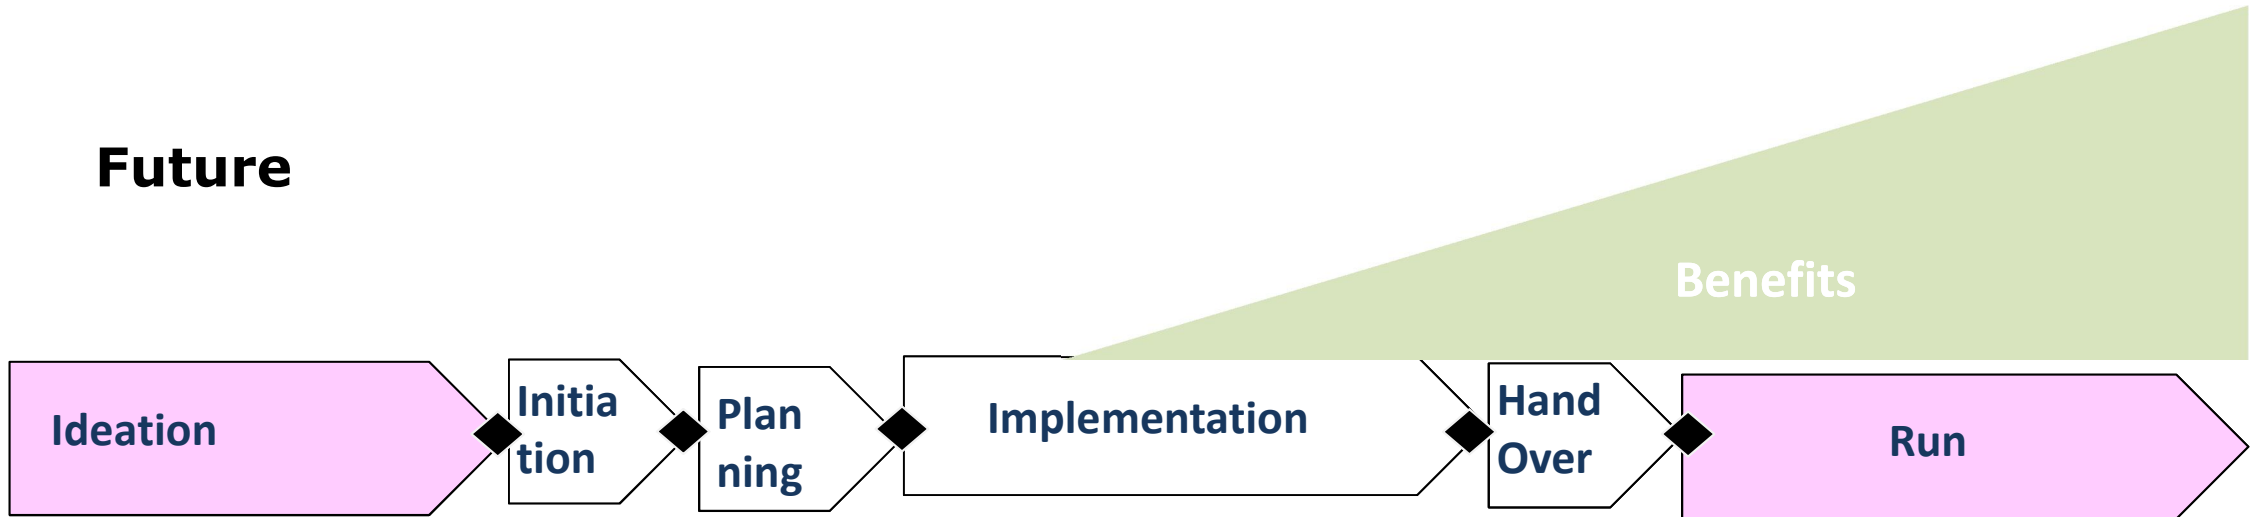 Future
Benefits
Ideation
Initia
tion
Plan
ning
Implementation
Hand
Over
Run